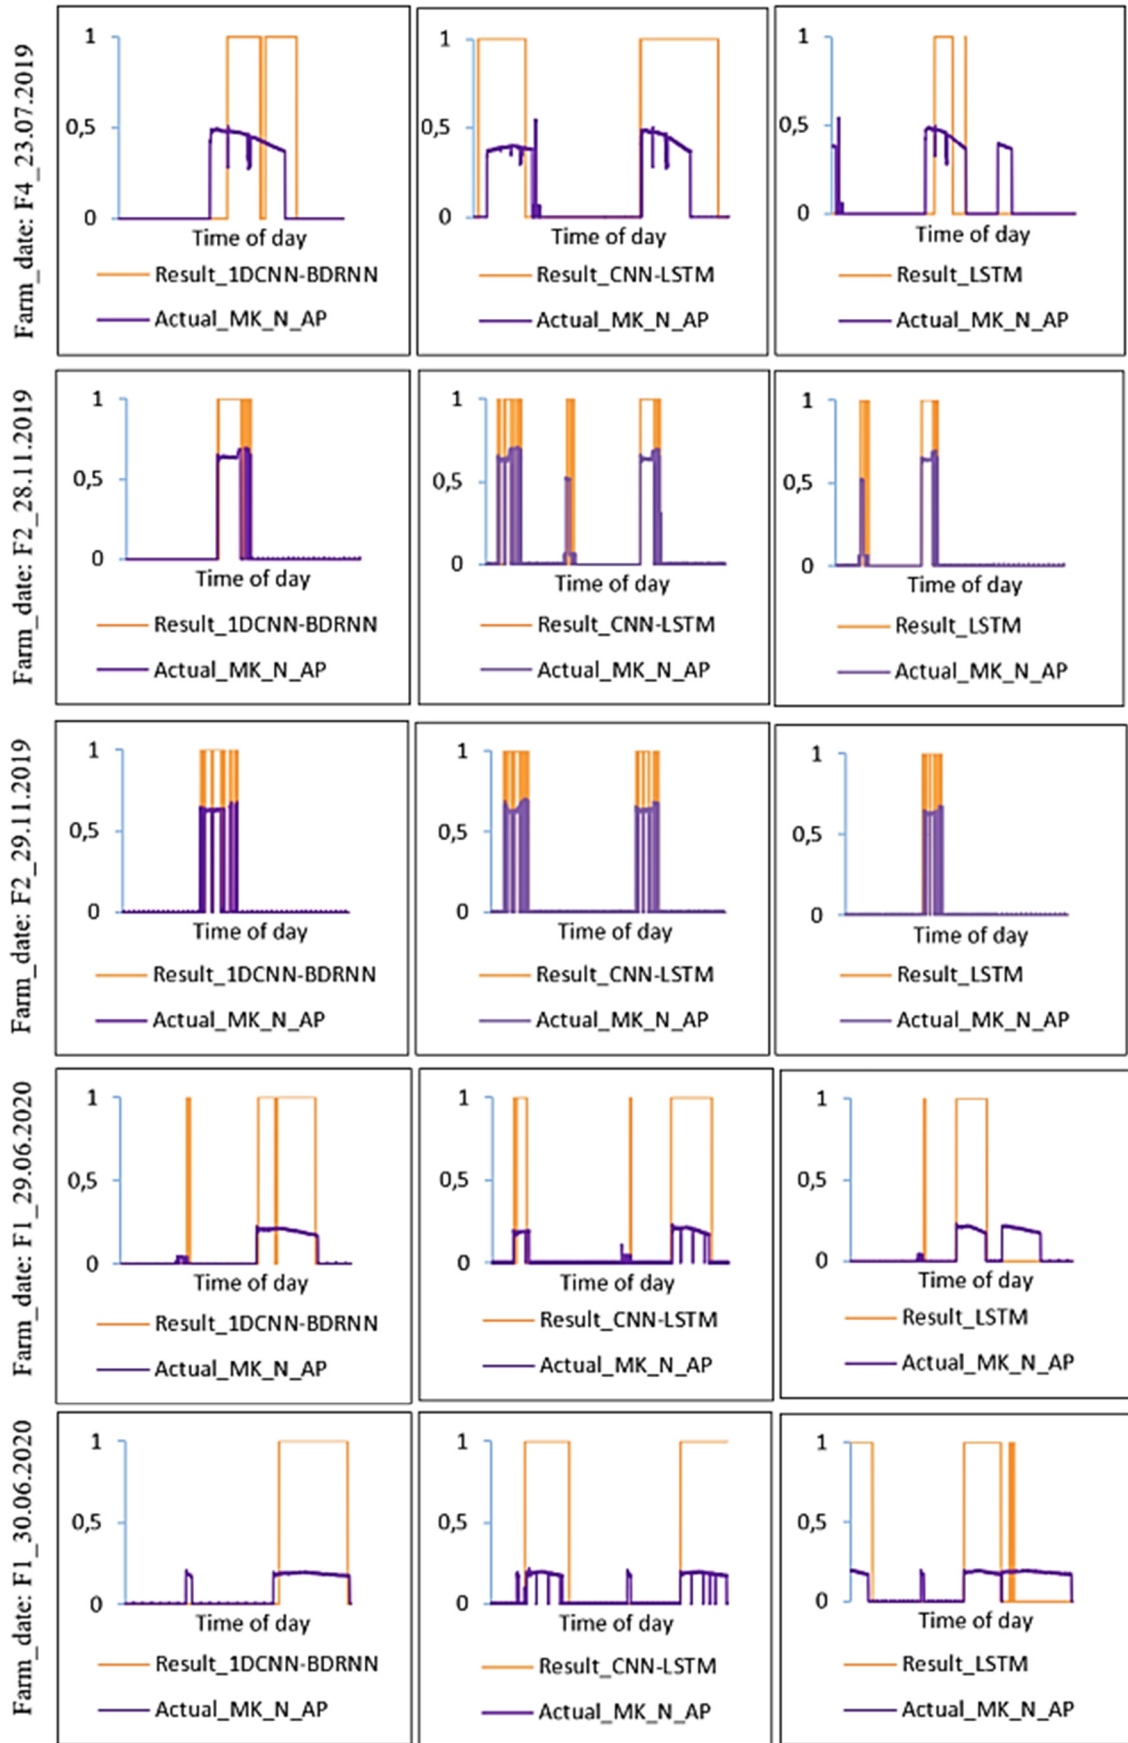 Farm_date: F4_23.07.2019
1
0,5
0
Time of day
Result_1DCNN-BDRNN
Actual_MK_N_AP
1
0,5
0
Time of day
Result_CNN-LSTM
Actual_MK_N_AP
1
0,5
0
Time of day
Result_LSTM
Actual_MK_N_AP
Farm_date: F2_28.11.2019
1
0,5
0
Time of day
Result_1DCNN-BDRNN
Actual_MK_N_AP
1
0,5
0
Time of day
Result_CNN-LSTM
Actual_MK_N_AP
1
0,5
0
Time of day
Result_LSTM
Actual_MK_N_AP
Farm_date: F2_29.11.2019
1
0,5
0
Time of day
Result_1DCNN-BDRNN
Actual_MK_N_AP
1
0,5
0
Time of day
Result_CNN-LSTM
Actual_MK_N_AP
1
0,5
0
Time of day
Result_LSTM
Actual_MK_N_AP
Farm_date: F1_29.06.2020
1
0,5
0
Time of day
Result_1DCNN-BDRNN
Actual_MK_N_AP
1
0,5
0
Time of day
Result_CNN-LSTM
Actual_MK_N_AP
1
0,5
0
Time of day
Result_LSTM
Actual_MK_N_AP
Farm_date: F1_30.06.2020
1
0,5
0
Time of day
Result_1DCNN-BDRNN
Actual_MK_N_AP
1
0,5
0
Time of day
Result_CNN-LSTM
Actual_MK_N_AP
1
0,5
0
Time of day
Result_LSTM
Actual_MK_N_AP